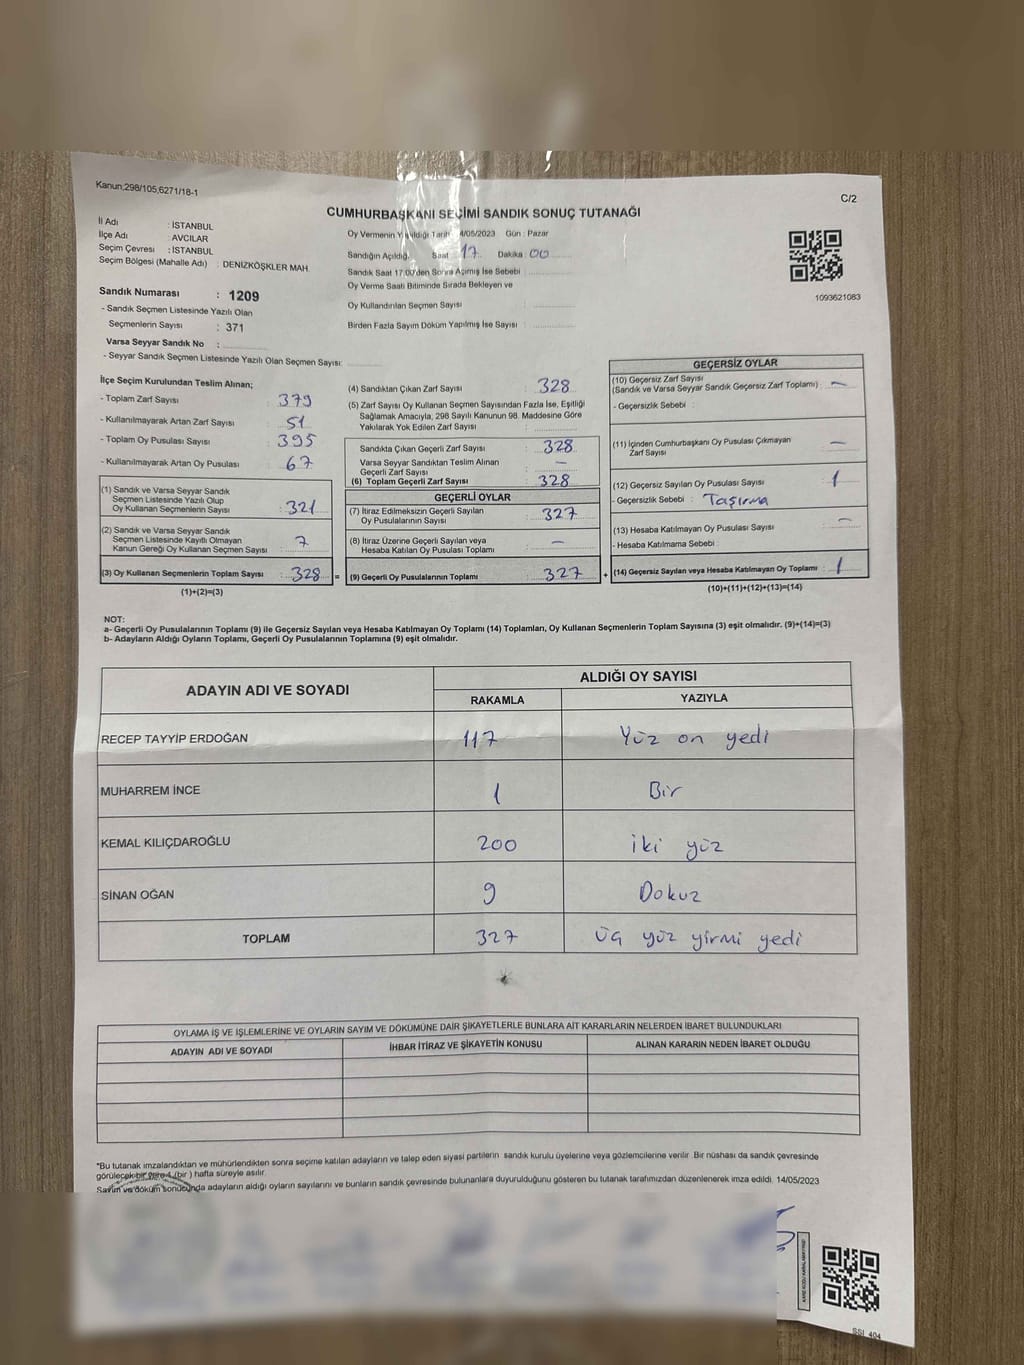 Kanun;298/105,6271/18-1
C/2
CUMHURBAŞKANI SEÇİMİ SANDIK SONUÇ TUTANAĞI
İl Adı : İSTANBUL
İlçe Adı : AVCILAR
Seçim Çevresi : İSTANBUL
Seçim Bölgesi (Mahalle Adı) : DENİZKÖŞKLER MAH.
Sandık Numarası : 1209
- Sandık Seçmen Listesinde Yazılı Olan
Seçmenlerin Sayısı : 371
Varsa Seyyar Sandık No :
- Seyyar Sandık Seçmen Listesinde Yazılı Olan Seçmen Sayısı:
Oy Vermenin Tarih 4/05/2023 Gün : Pazar
Sandığın Açıldığı Saat 17 Dakika 00
Sandık Saat 17:00'den Sonra Açımış İse Sebebi
Oy Verme Saati Bitiminde Sırada Bekleyen ve
Oy Kullandırılan Seçmen Sayısı :
Birden Fazla Sayım Döküm Yapılmış İse Sayısı :
1093621083
İlçe Seçim Kurulundan Teslim Alınan;
- Toplam Zarf Sayısı : 379
- Kullanılmayarak Artan Zarf Sayısı : 51
- Toplam Oy Pusulası Sayısı : 395
- Kullanılmayarak Artan Oy Pusulası : 67
(1) Sandık ve Varsa Seyyar Sandık
Seçmen Listesinde Yazılı Olup
Oy Kullanan Seçmenlerin Sayısı : 321
(2) Sandık ve Varsa Seyyar Sandık
Seçmen Listesinde Kayıtlı Olmayan
Kanun Gereği Oy Kullanan Seçmen Sayısı : 7
(3) Oy Kullanan Seçmenlerin Toplam Sayısı : 328 =
(1)+(2)=(3)
(4) Sandıktan Çıkan Zarf Sayısı : 328
(5) Zarf Sayısı Oy Kullanan Seçmen Sayısından Fazla İse, Eşitliği
Sağlamak Amacıyla, 298 Sayılı Kanunun 98. Maddesine Göre
Yakılarak Yok Edilen Zarf Sayısı :
Sandıkta Çıkan Geçerli Zarf Sayısı : 328
Varsa Seyyar Sandıktan Teslim Alınan
Geçerli Zarf Sayısı : —
(6) Toplam Geçerli Zarf Sayısı : 328
GEÇERLİ OYLAR
(7) İtiraz Edilmeksizin Geçerli Sayılan
Oy Pusulalarının Sayısı : 327
(8) İtiraz Üzerine Geçerli Sayılan veya
Hesaba Katılan Oy Pusulası Toplamı : —
(9) Geçerli Oy Pusulalarının Toplamı : 327 +
GEÇERSİZ OYLAR
(10) Geçersiz Zarf Sayısı
(Sandık ve Varsa Seyyar Sandık Geçersiz Zarf Toplamı) : —
- Geçersizlik Sebebi :
(11) İçinden Cumhurbaşkanı Oy Pusulası Çıkmayan
Zarf Sayısı : —
(12) Geçersiz Sayılan Oy Pusulası Sayısı : 1
- Geçersizlik Sebebi : Taşırma
(13) Hesaba Katılmayan Oy Pusulası Sayısı : —
- Hesaba Katılmama Sebebi :
(14) Geçersiz Sayılan veya Hesaba Katılmayan Oy Toplamı : 1
(10)+(11)+(12)+(13)=(14)
NOT:
a- Geçerli Oy Pusulalarının Toplamı (9) ile Geçersiz Sayılan veya Hesaba Katılmayan Oy Toplamı (14) Toplamları, Oy Kullanan Seçmenlerin Toplam Sayısına (3) eşit olmalıdır. (9)+(14)=(3)
b- Adayların Aldığı Oyların Toplamı, Geçerli Oy Pusulalarının Toplamına (9) eşit olmalıdır.
ADAYIN ADI VE SOYADI
ALDIĞI OY SAYISI
RAKAMLA YAZIYLA
RECEP TAYYİP ERDOĞAN 117 Yüz on yedi
MUHARREM İNCE 1 Bir
KEMAL KILIÇDAROĞLU 200 iki yüz
SİNAN OĞAN 9 Dokuz
TOPLAM 327 üç yüz yirmi yedi
OYLAMA İŞ VE İŞLEMLERİNE VE OYLARIN SAYIM VE DÖKÜMÜNE DAİR ŞİKAYETLERLE BUNLARA AİT KARARLARIN NELERDEN İBARET BULUNDUKLARI
ADAYIN ADI VE SOYADI İHBAR İTİRAZ VE ŞİKAYETİN KONUSU ALINAN KARARIN NEDEN İBARET OLDUĞU
*Bu tutanak imzalandıktan ve mühürlendikten sonra seçime katılan adayların ve talep eden siyasi partilerin sandık kurulu üyelerine veya gözlemcilerine verilir. Bir nüshası da sandık çevresinde
görülecek bir yere 1 (bir ) hafta süreyle asılır.
Sayım ve döküm sonucunda adayların aldığı oyların sayılarını ve bunların sandık çevresinde bulunanlara duyurulduğunu gösteren bu tutanak tarafımızdan düzenlenerek imza edildi. 14/05/2023
SSI_404